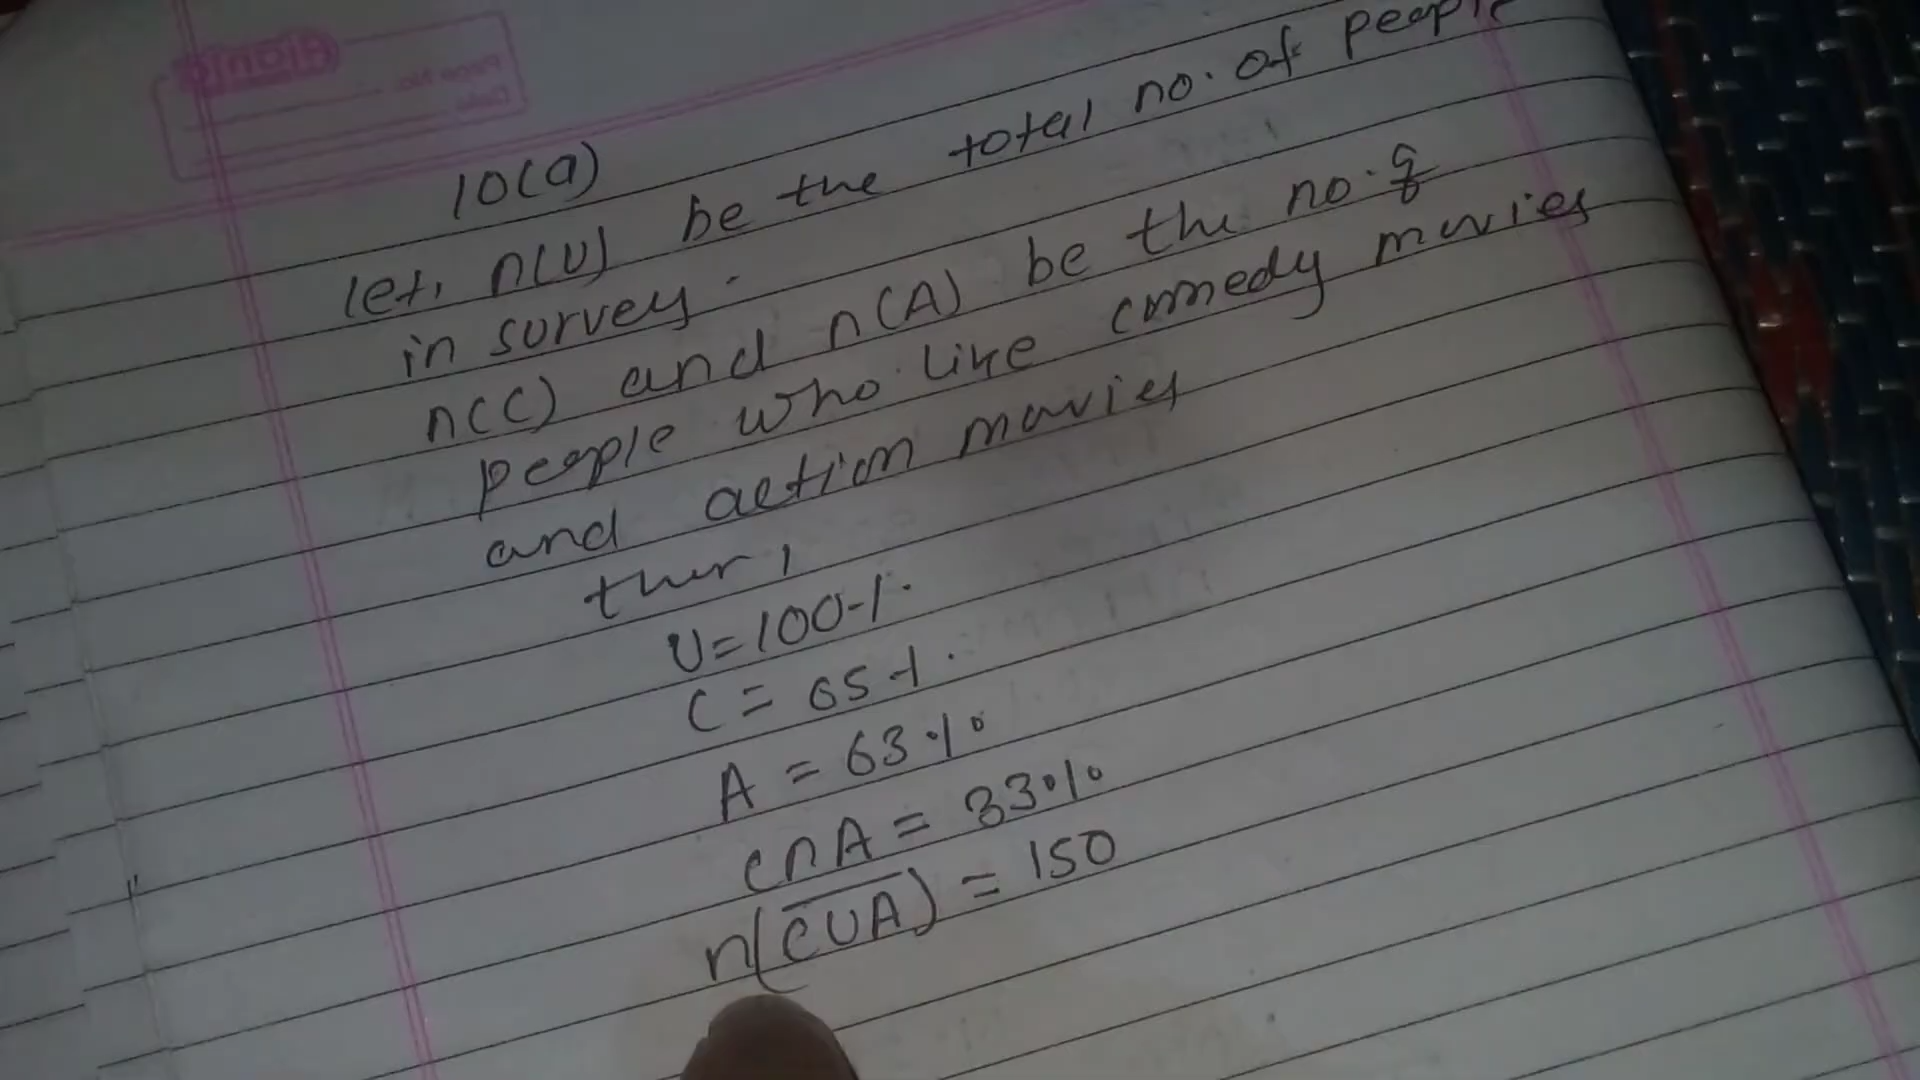 10(a)
let, n(U) be the total no. of people
in survey.
n(C) and n(A) be the no. of
people who like comedy movies
and action movies
then,
U = 100%.
C = 65%.
A = 63%
C∩A = 33%
n(\overline{C∪A}) = 150